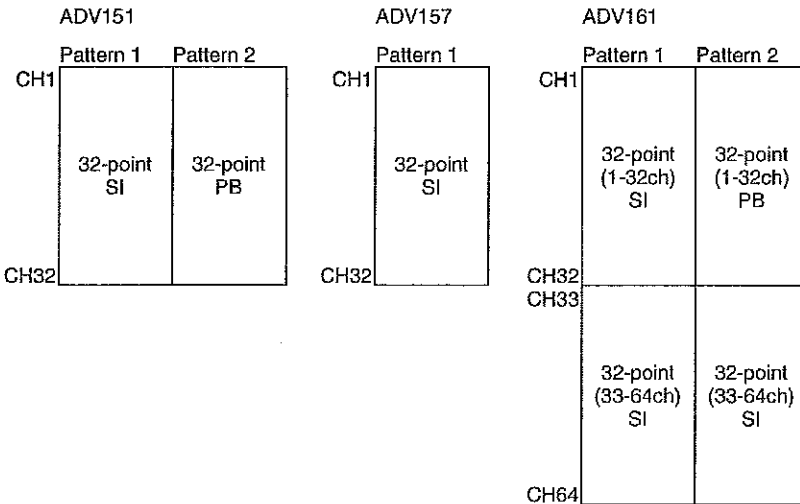 ADV151
Pattern 1 Pattern 2
CH1
32-point
SI
32-point
PB
CH32
ADV157
Pattern 1
CH1
32-point
SI
CH32
ADV161
Pattern 1 Pattern 2
CH1
32-point
(1-32ch)
SI
32-point
(1-32ch)
PB
CH32
CH33
32-point
(33-64ch)
SI
32-point
(33-64ch)
SI
CH64